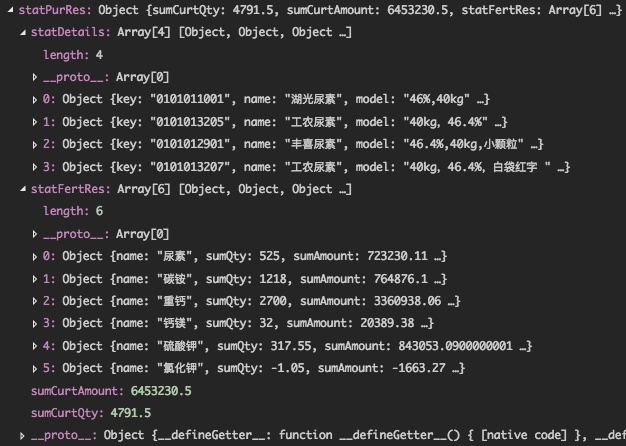 statPurRes: Object {sumCurtQty: 4791.5, sumCurtAmount: 6453230.5, statFertRes: Array[6] …}
statDetails: Array[4] [Object, Object, Object …]
length: 4
__proto__: Array[0]
0: Object {key: "0101011001", name: "湖光尿素", model: "46%,40kg" …}
1: Object {key: "0101013205", name: "工农尿素", model: "40kg，46.4%" …}
2: Object {key: "0101012901", name: "丰喜尿素", model: "46.4%,40kg,小颗粒" …}
3: Object {key: "0101013207", name: "工农尿素", model: "40kg，46.4%，白袋红字 " …}
statFertRes: Array[6] [Object, Object, Object …]
length: 6
__proto__: Array[0]
0: Object {name: "尿素", sumQty: 525, sumAmount: 723230.11 …}
1: Object {name: "碳铵", sumQty: 1218, sumAmount: 764876.1 …}
2: Object {name: "重钙", sumQty: 2700, sumAmount: 3360938.06 …}
3: Object {name: "钙镁", sumQty: 32, sumAmount: 20389.38 …}
4: Object {name: "硫酸钾", sumQty: 317.55, sumAmount: 843053.0900000001 …}
5: Object {name: "氯化钾", sumQty: -1.05, sumAmount: -1663.27 …}
sumCurtAmount: 6453230.5
sumCurtQty: 4791.5
__proto__: Object {__defineGetter__: function __defineGetter__() { [native code] }, __def